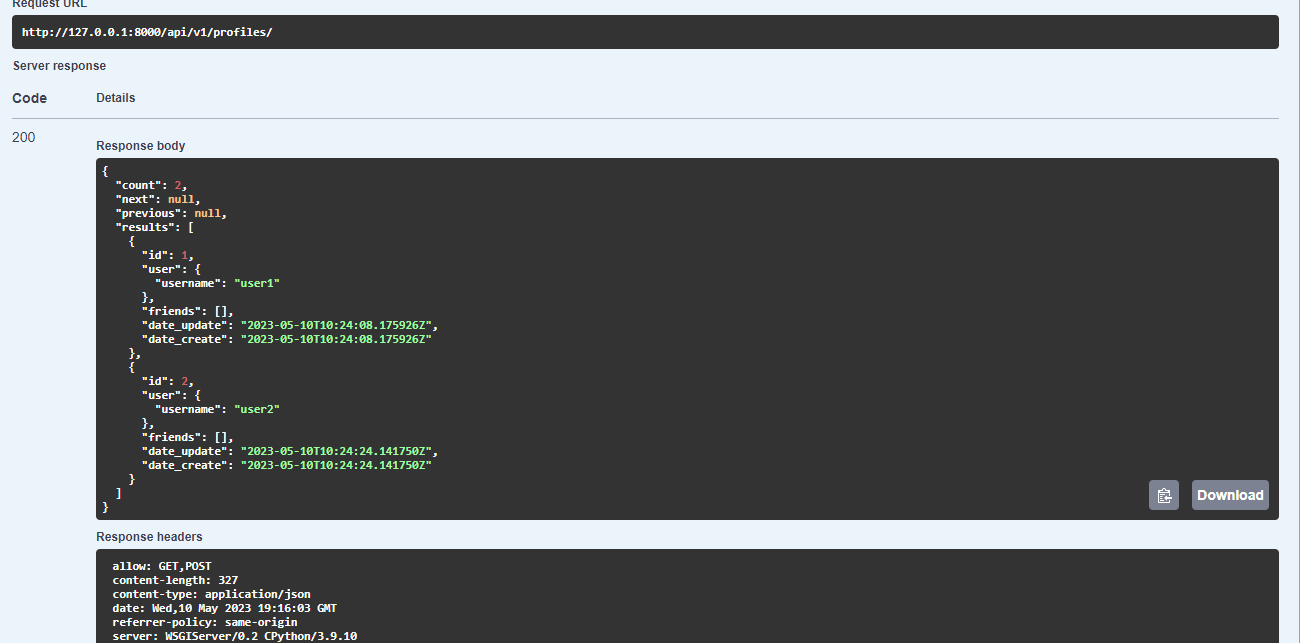 Request URL
http://127.0.0.1:8000/api/v1/profiles/
Server response
Code Details
200
Response body
{
"count": 2,
"next": null,
"previous": null,
"results": [
{
"id": 1,
"user": {
"username": "user1"
},
"friends": [],
"date_update": "2023-05-10T10:24:08.175926Z",
"date_create": "2023-05-10T10:24:08.175926Z"
},
{
"id": 2,
"user": {
"username": "user2"
},
"friends": [],
"date_update": "2023-05-10T10:24:24.141750Z",
"date_create": "2023-05-10T10:24:24.141750Z"
}
]
}
Download
Response headers
allow: GET,POST
content-length: 327
content-type: application/json
date: Wed,10 May 2023 19:16:03 GMT
referrer-policy: same-origin
server: WSGIServer/0.2 CPython/3.9.10